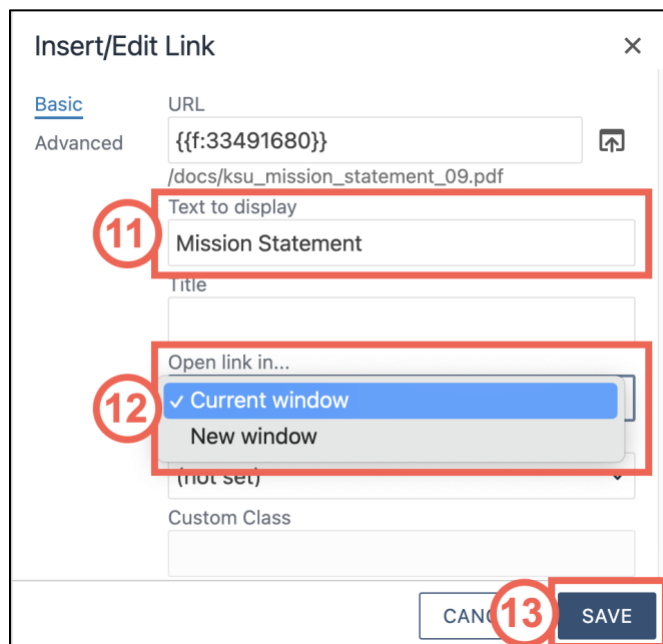 Insert/Edit Link
Basic
Advanced
URL
{{f:33491680}}
/docs/ksu_mission_statement_09.pdf
11
Text to display
Mission Statement
Title
12
Open link in...
✓ Current window
New window
(not set)
Custom Class
CANC
13
SAVE